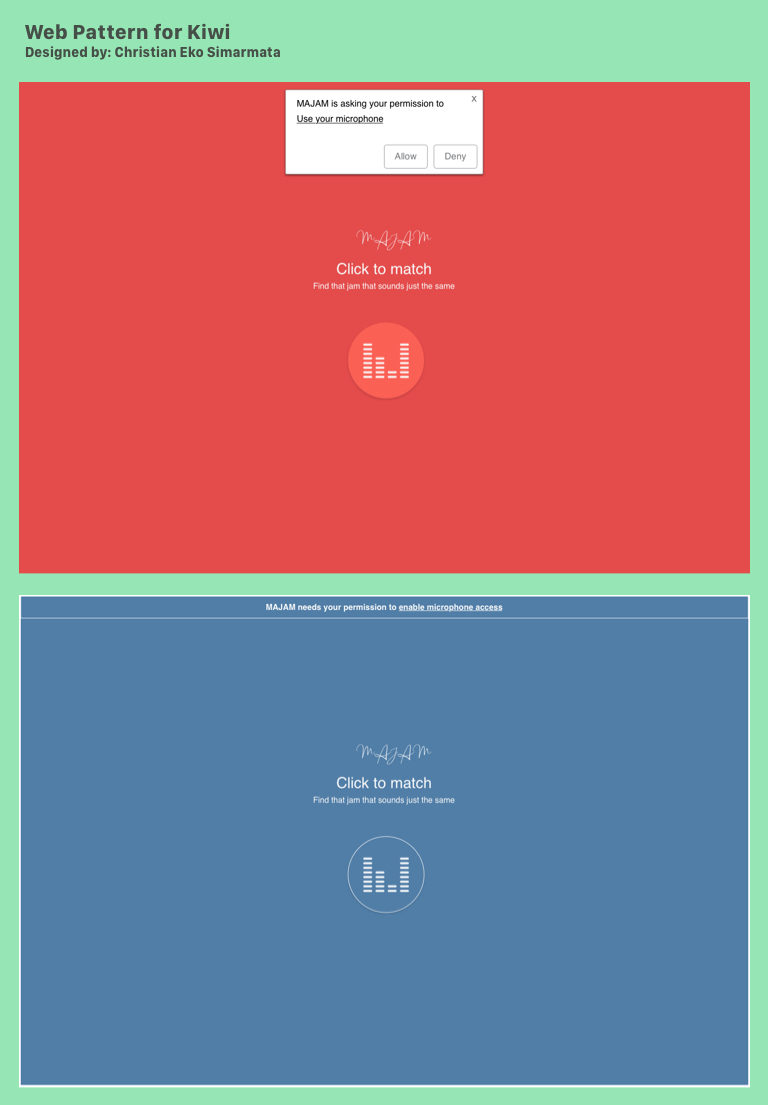 Web Pattern for Kiwi
Designed by: Christian Eko Simarmata
MAJAM is asking your permission to
X
Use your microphone
Allow
Deny
MAJAM
Click to match
Find that jam that sounds just the same
MAJAM needs your permission to enable microphone access
MAJAM
Click to match
Find that jam that sounds just the same